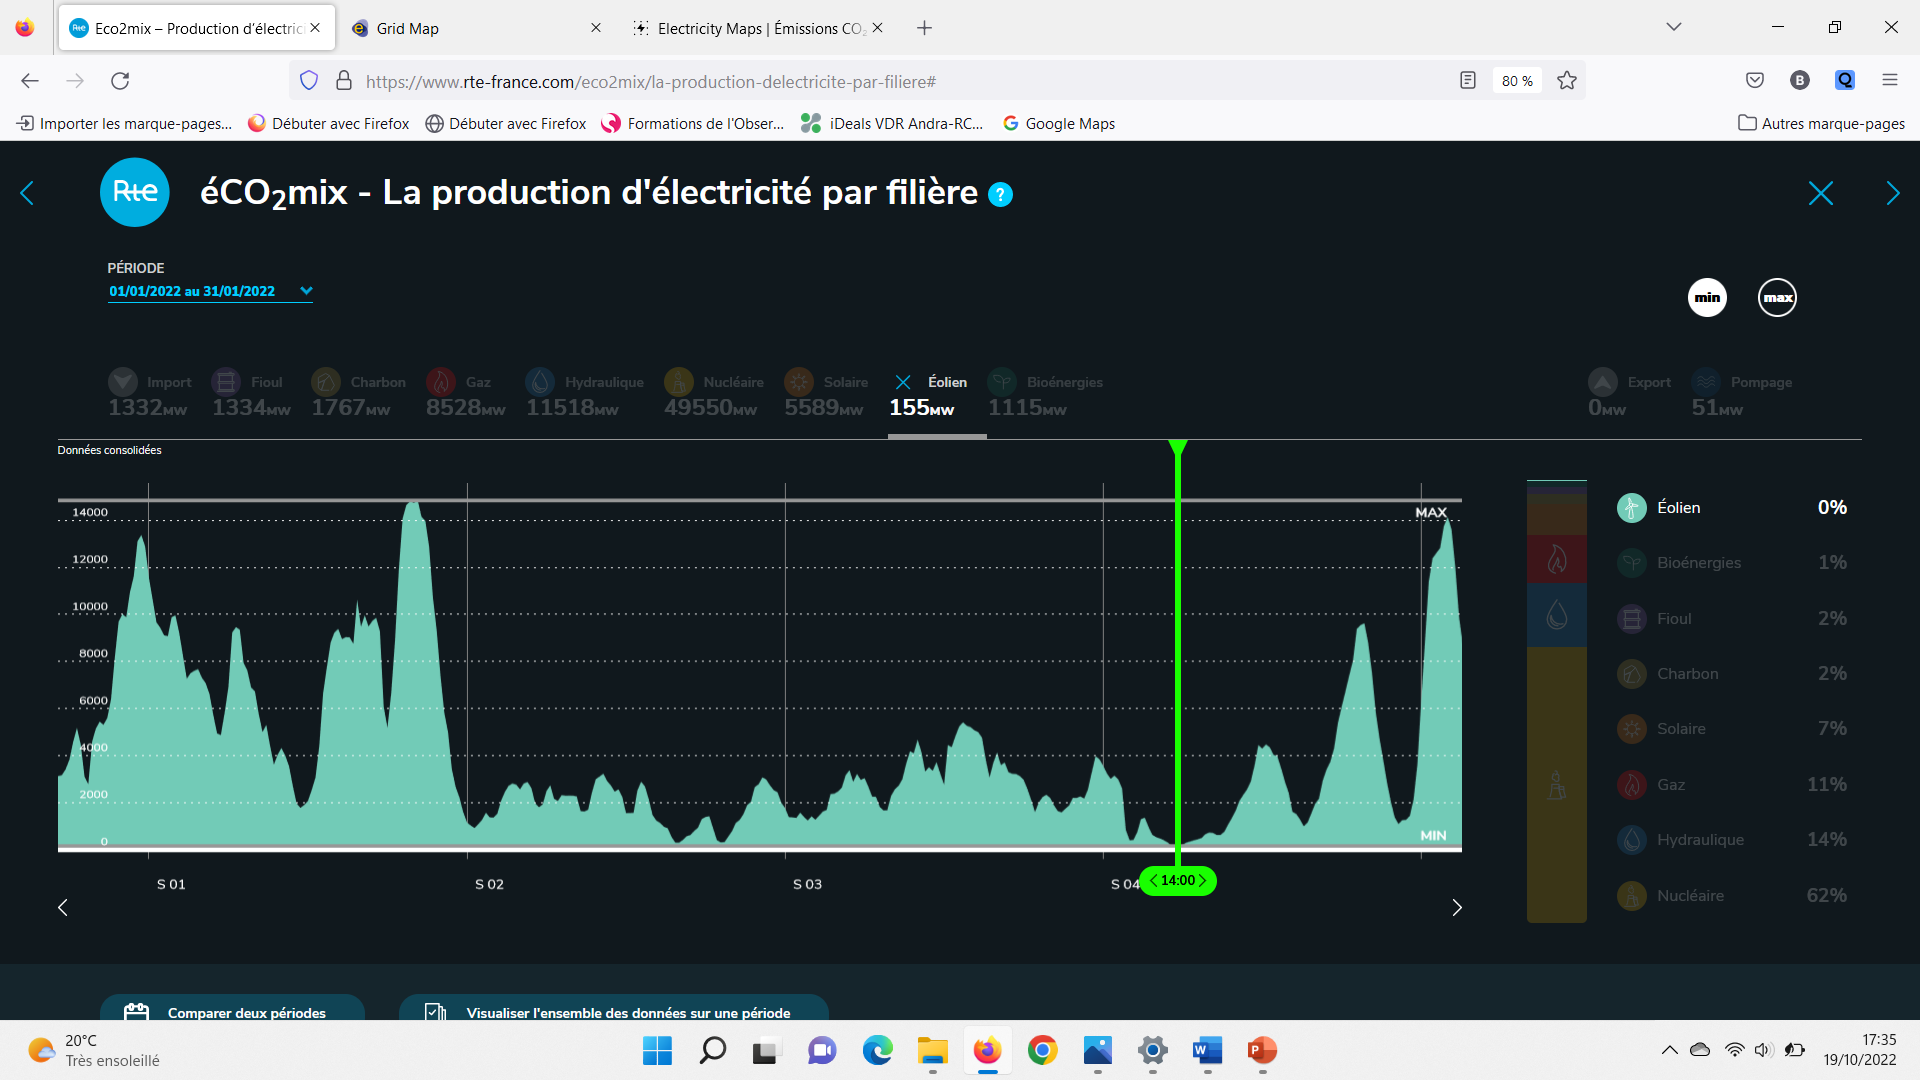 Eco2mix – Production d'électrici
Grid Map
Electricity Maps | Émissions CO₂
https://www.rte-france.com/eco2mix/la-production-delectricite-par-filiere#
80 %
B
Q
Importer les marque-pages...
Débuter avec Firefox
Débuter avec Firefox
Formations de l'Obser...
iDeals VDR Andra-RC...
Google Maps
Autres marque-pages
Rte
éCO₂mix - La production d'électricité par filière ?
PÉRIODE
01/01/2022 au 31/01/2022
min
max
Import
1332MW
Fioul
1334MW
Charbon
1767MW
Gaz
8528MW
Hydraulique
11518MW
Nucléaire
49550MW
Solaire
5589MW
Éolien
155MW
Bioénergies
1115MW
Export
0MW
Pompage
51MW
Données consolidées
14000
12000
10000
8000
6000
4000
2000
0
MAX
MIN
S 01
S 02
S 03
S 04
14:00
Éolien 0%
Bioénergies 1%
Fioul 2%
Charbon 2%
Solaire 7%
Gaz 11%
Hydraulique 14%
Nucléaire 62%
Comparer deux périodes
Visualiser l'ensemble des données sur une période
20°C
Très ensoleillé
17:35
19/10/2022